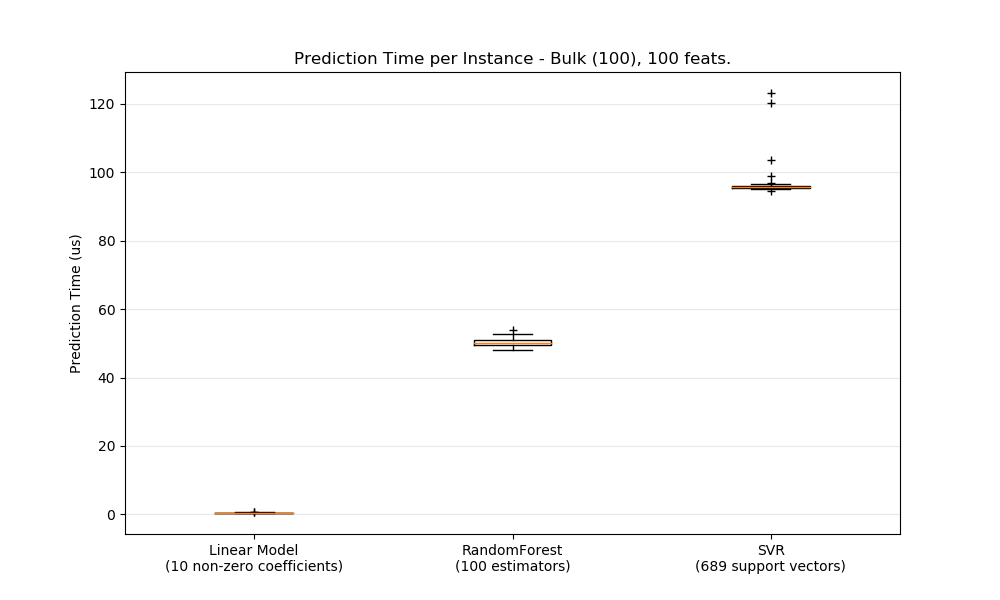 Prediction Time per Instance - Bulk (100), 100 feats.
Prediction Time (us)
120
100
80
60
40
20
0
Linear Model
(10 non-zero coefficients)
RandomForest
(100 estimators)
SVR
(689 support vectors)